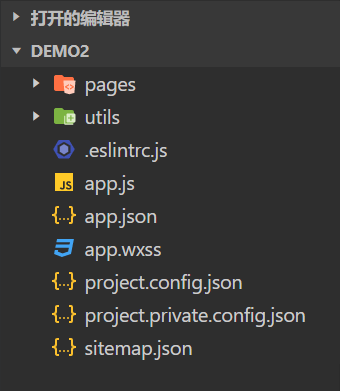 打开的编辑器
DEMO2
pages
utils
.eslintrc.js
JS app.js
{..} app.json
app.wxss
{..} project.config.json
{..} project.private.config.json
{..} sitemap.json